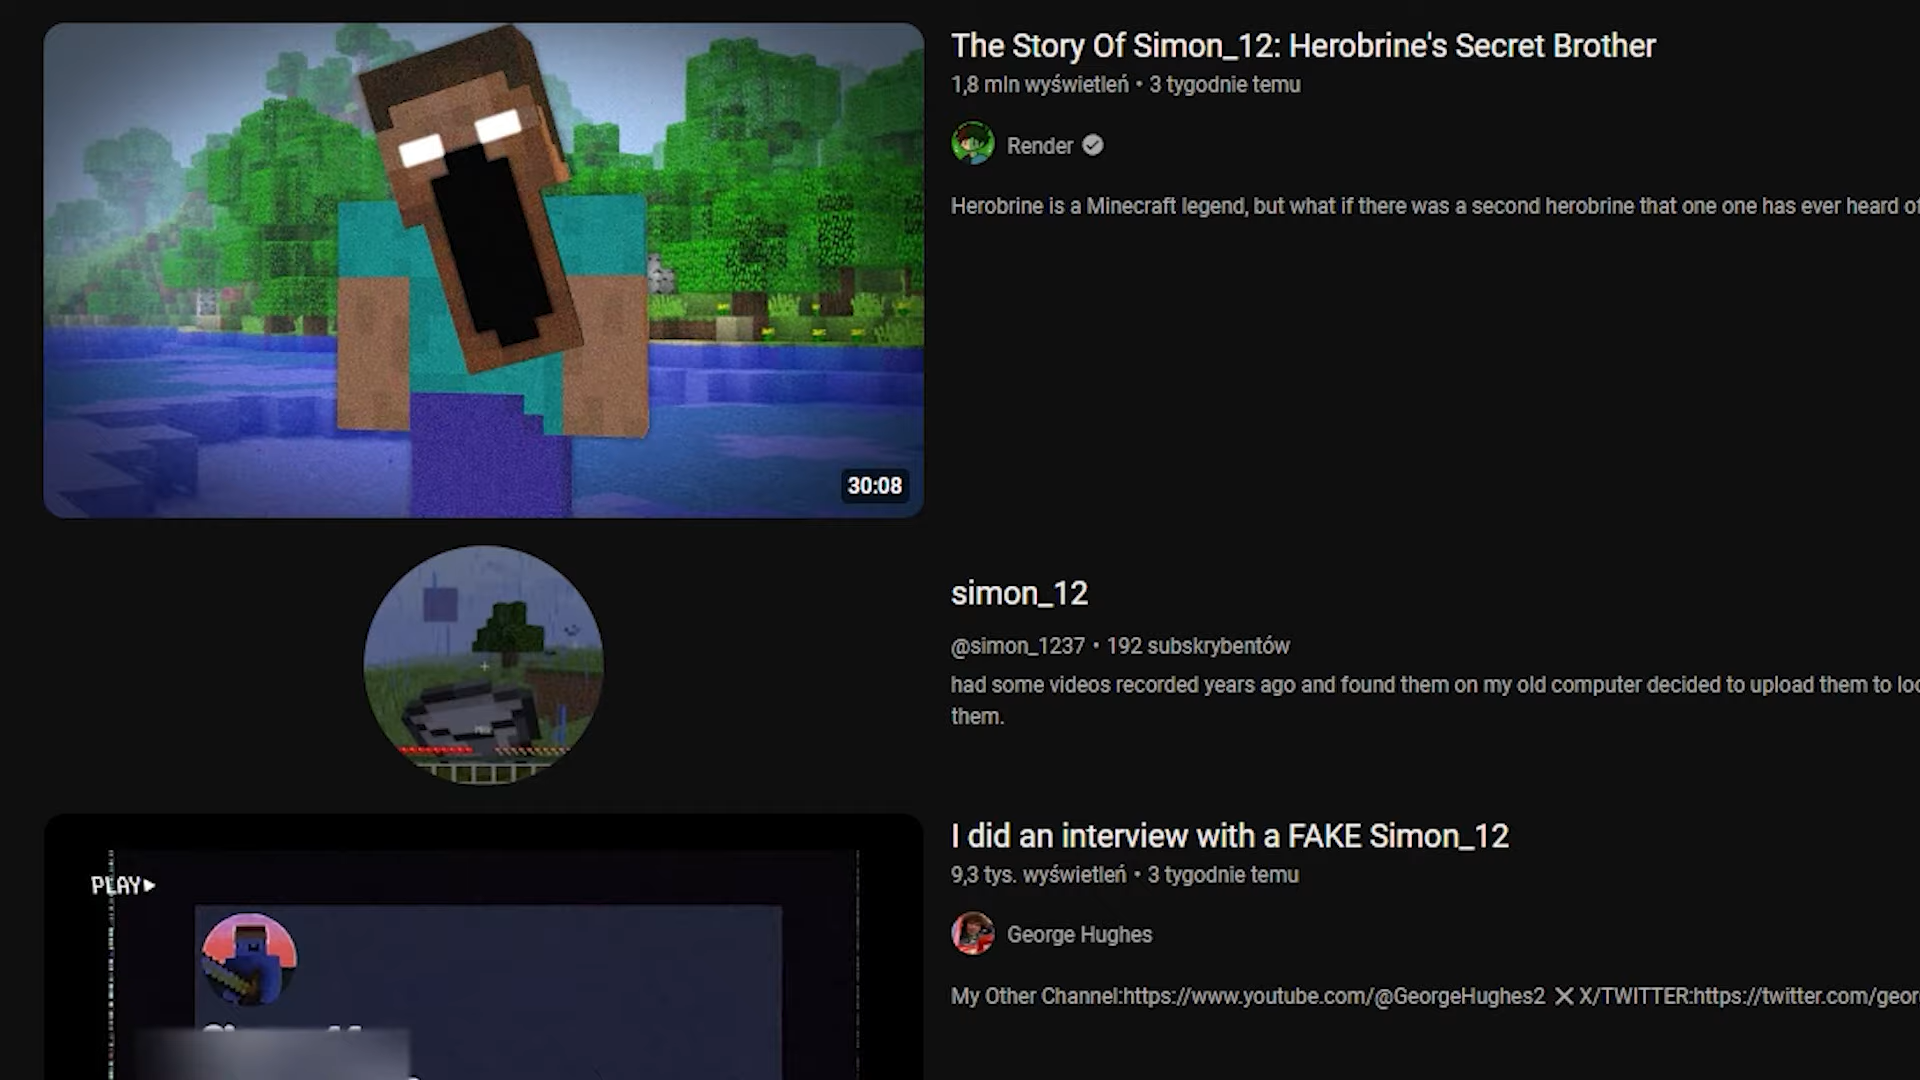 The Story Of Simon_12: Herobrine's Secret Brother
1,8 mln wyświetleń • 3 tygodnie temu
Render
Herobrine is a Minecraft legend, but what if there was a second herobrine that one one has ever heard of
30:08
simon_12
@simon_1237 • 192 subskrybentów
had some videos recorded years ago and found them on my old computer decided to upload them to loo
them.
I did an interview with a FAKE Simon_12
9,3 tys. wyświetleń • 3 tygodnie temu
PLAY
George Hughes
My Other Channel:https://www.youtube.com/@GeorgeHughes2 ❌ X/TWITTER:https://twitter.com/geor